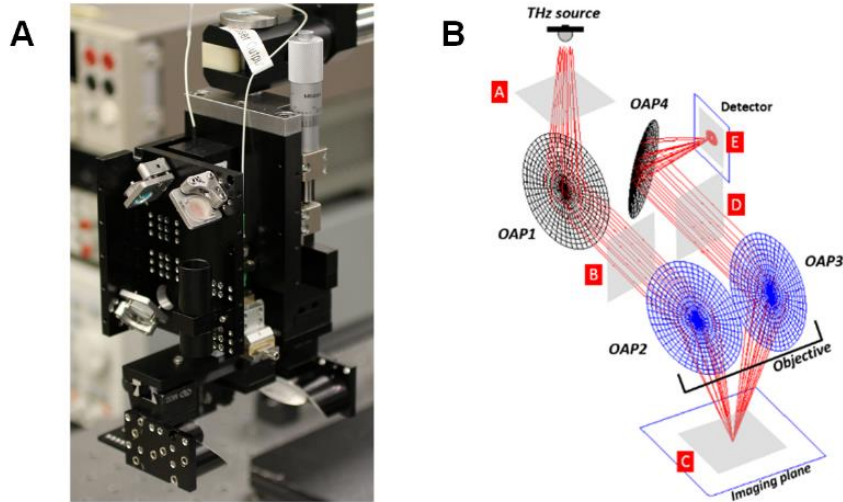 A
B
THz source
A
OAP4
Detector
E
OAP1
D
B
OAP3
OAP2
Objective
C
Imaging plane